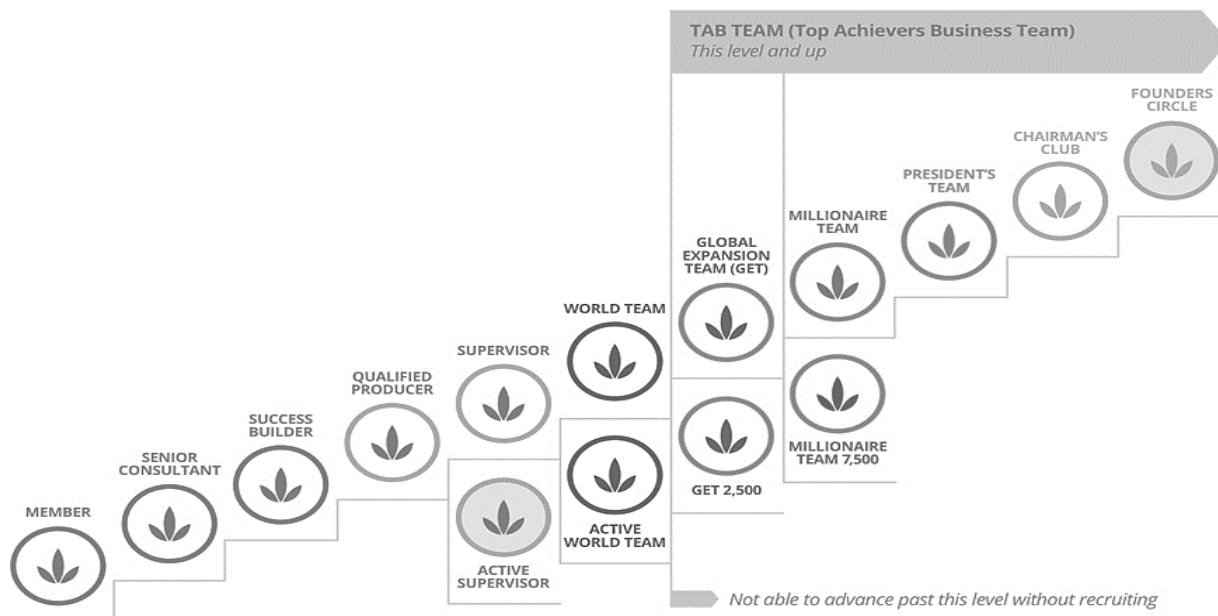 TAB TEAM (Top Achievers Business Team)
This level and up
FOUNDERS
CIRCLE
CHAIRMAN'S
CLUB
PRESIDENT'S
TEAM
MILLIONAIRE
TEAM
GLOBAL
EXPANSION
TEAM (GET)
WORLD TEAM
SUPERVISOR
QUALIFIED
PRODUCER
SUCCESS
BUILDER
SENIOR
CONSULTANT
MEMBER
MILLIONAIRE
TEAM 7,500
GET 2,500
ACTIVE
WORLD TEAM
ACTIVE
SUPERVISOR
Not able to advance past this level without recruiting